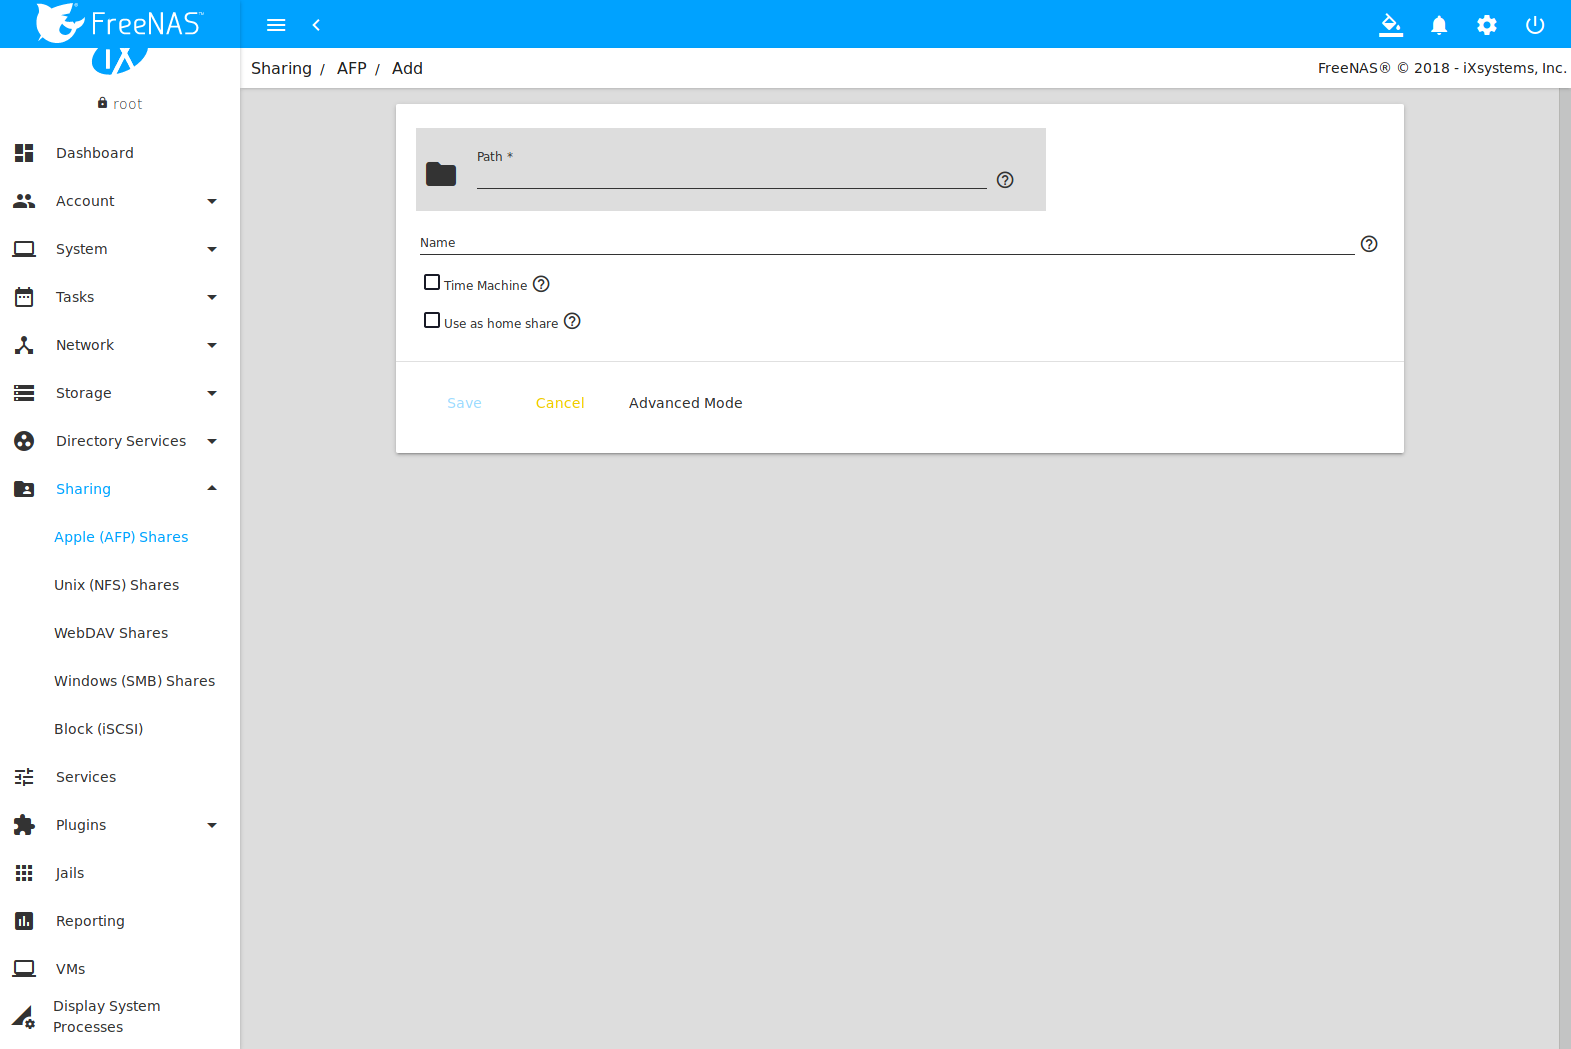 FreeNAS™
Sharing / AFP / Add
FreeNAS® © 2018 - iXsystems, Inc.
iX
root
Dashboard
Account
System
Tasks
Network
Storage
Directory Services
Sharing
Apple (AFP) Shares
Unix (NFS) Shares
WebDAV Shares
Windows (SMB) Shares
Block (iSCSI)
Services
Plugins
Jails
Reporting
VMs
Display System
Processes
Path *
Name
Time Machine
Use as home share
Save Cancel Advanced Mode